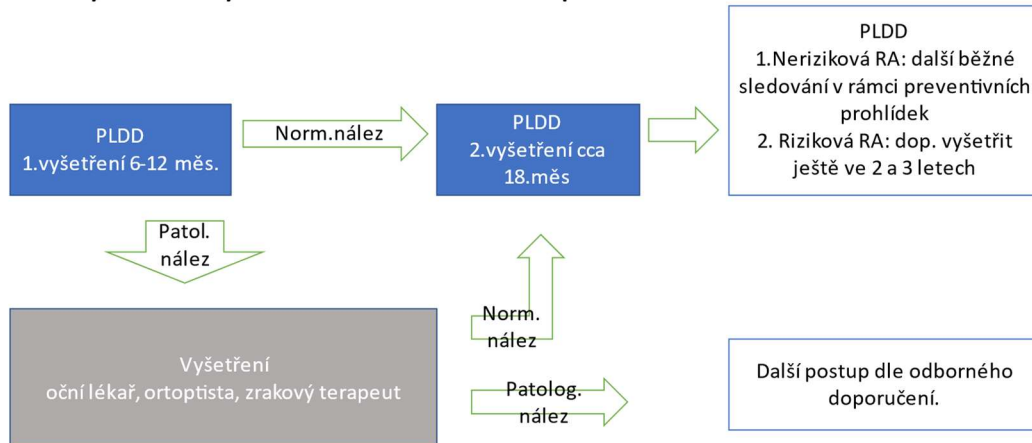 PLDD
1.vyšetření 6-12 měs.
Norm.nález
PLDD
2.vyšetření cca
18.měs
PLDD
1.Neriziková RA: další běžné
sledování v rámci preventivních
prohlídek
2. Riziková RA: dop. vyšetřit
ještě ve 2 a 3 letech
Patol.
nález
Vyšetření
oční lékař, ortoptista, zrakový terapeut
Norm.
nález
Patolog.
nález
Další postup dle odborného
doporučení.